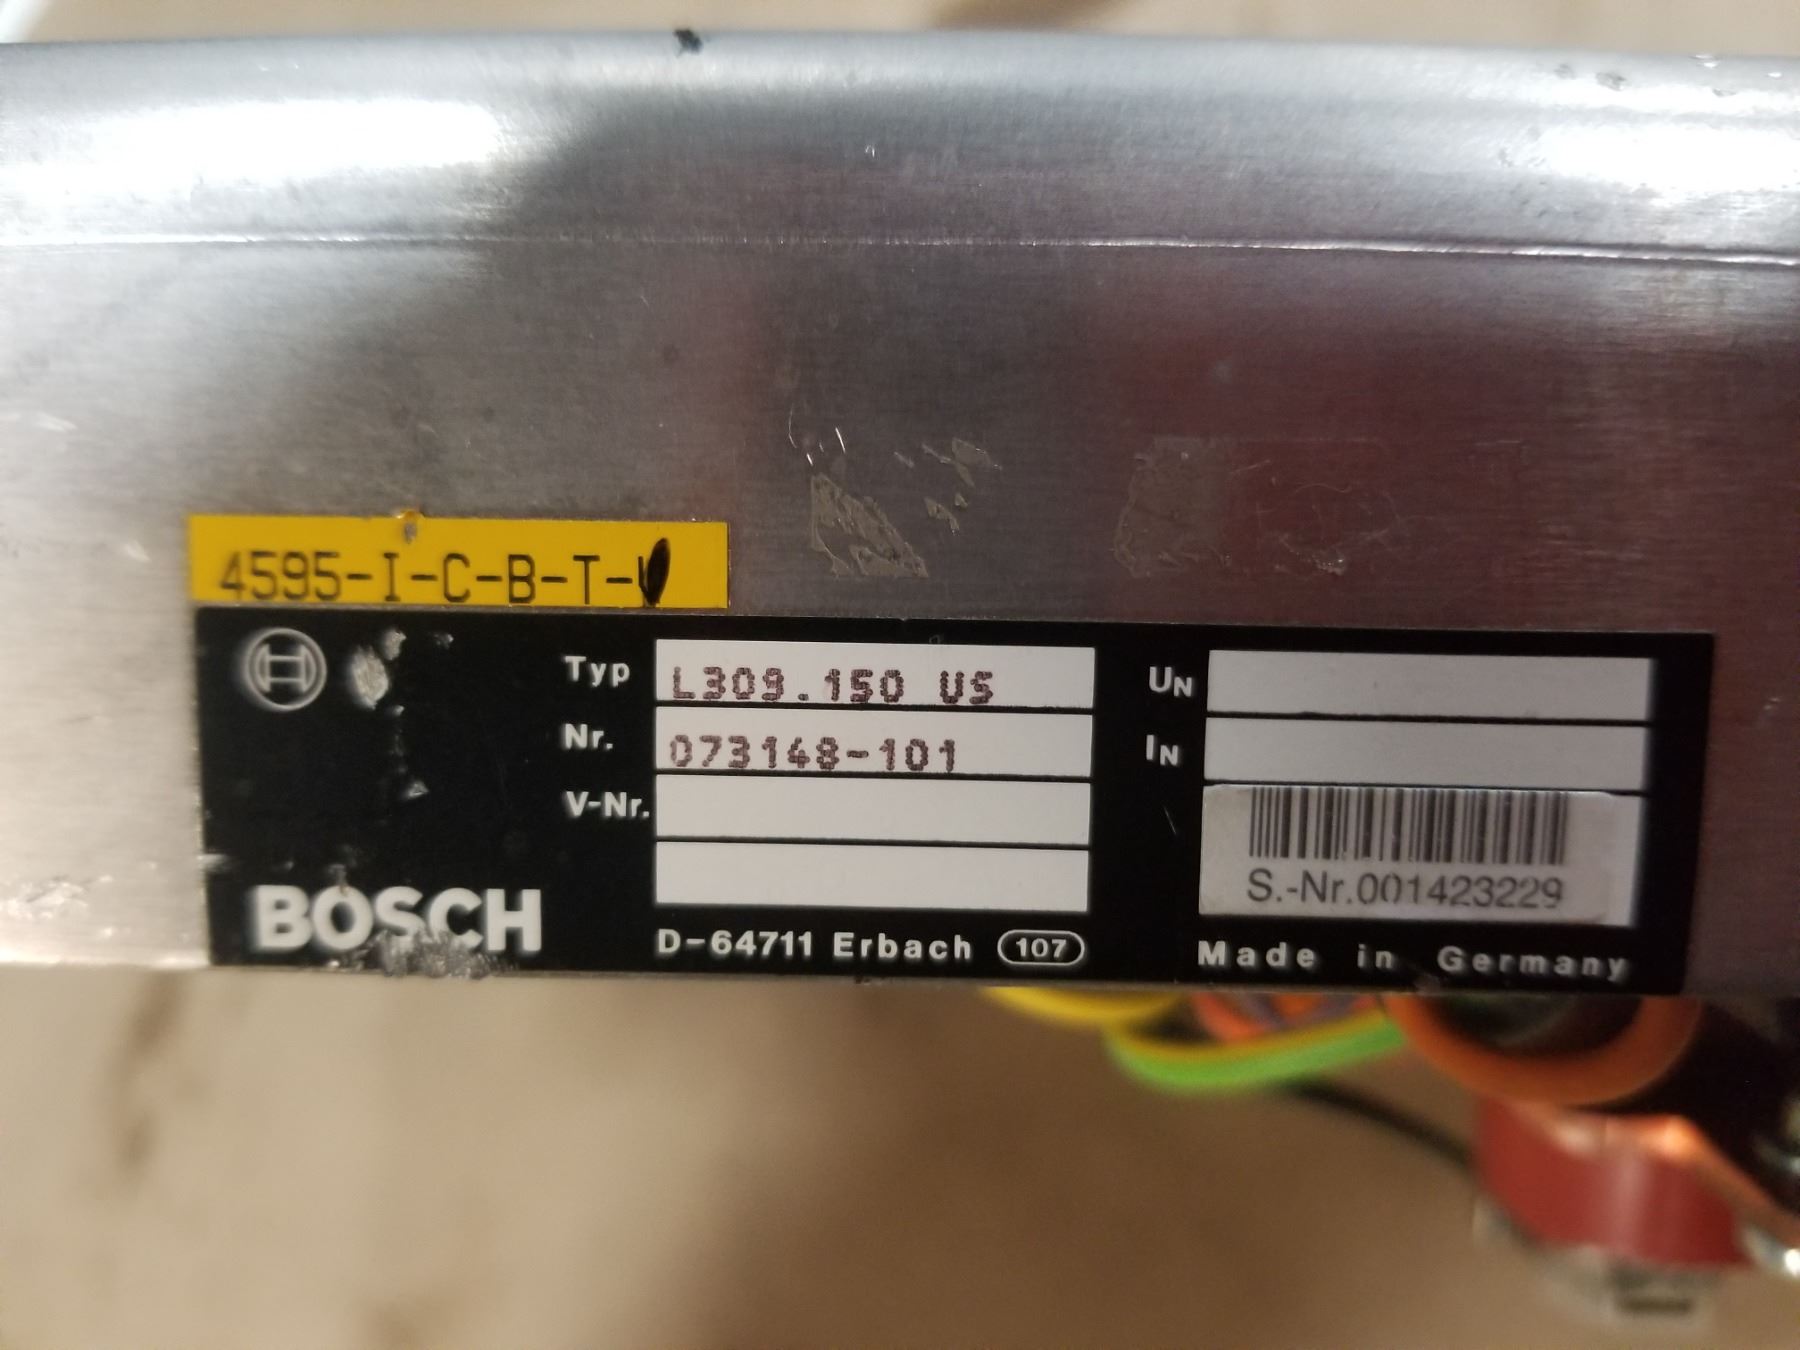 4595-I-C-B-T-
Typ L309.150 US
Nr. 073148-101
V-Nr.
BOSCH
D-64711 Erbach 107
UN
IN
S.-Nr.001423229
Made in Germany